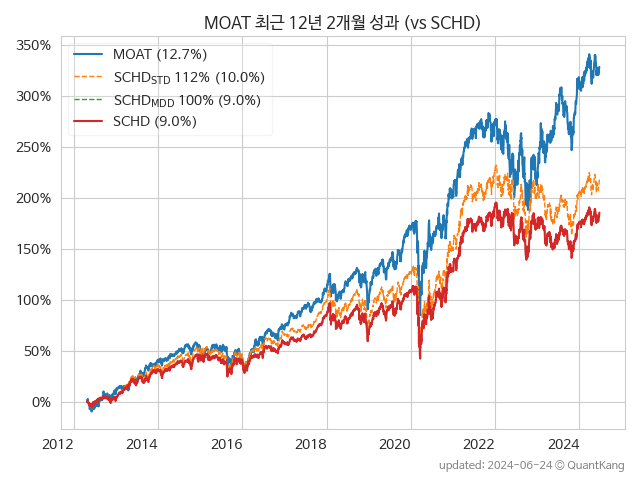 MOAT 최근 12년 2개월 성과 (vs SCHD)
350%
300%
250%
200%
150%
100%
50%
0%
MOAT (12.7%)
SCHD_STD 112% (10.0%)
SCHD_MDD 100% (9.0%)
SCHD (9.0%)
2012 2014 2016 2018 2020 2022 2024
updated: 2024-06-24 © QuantKang